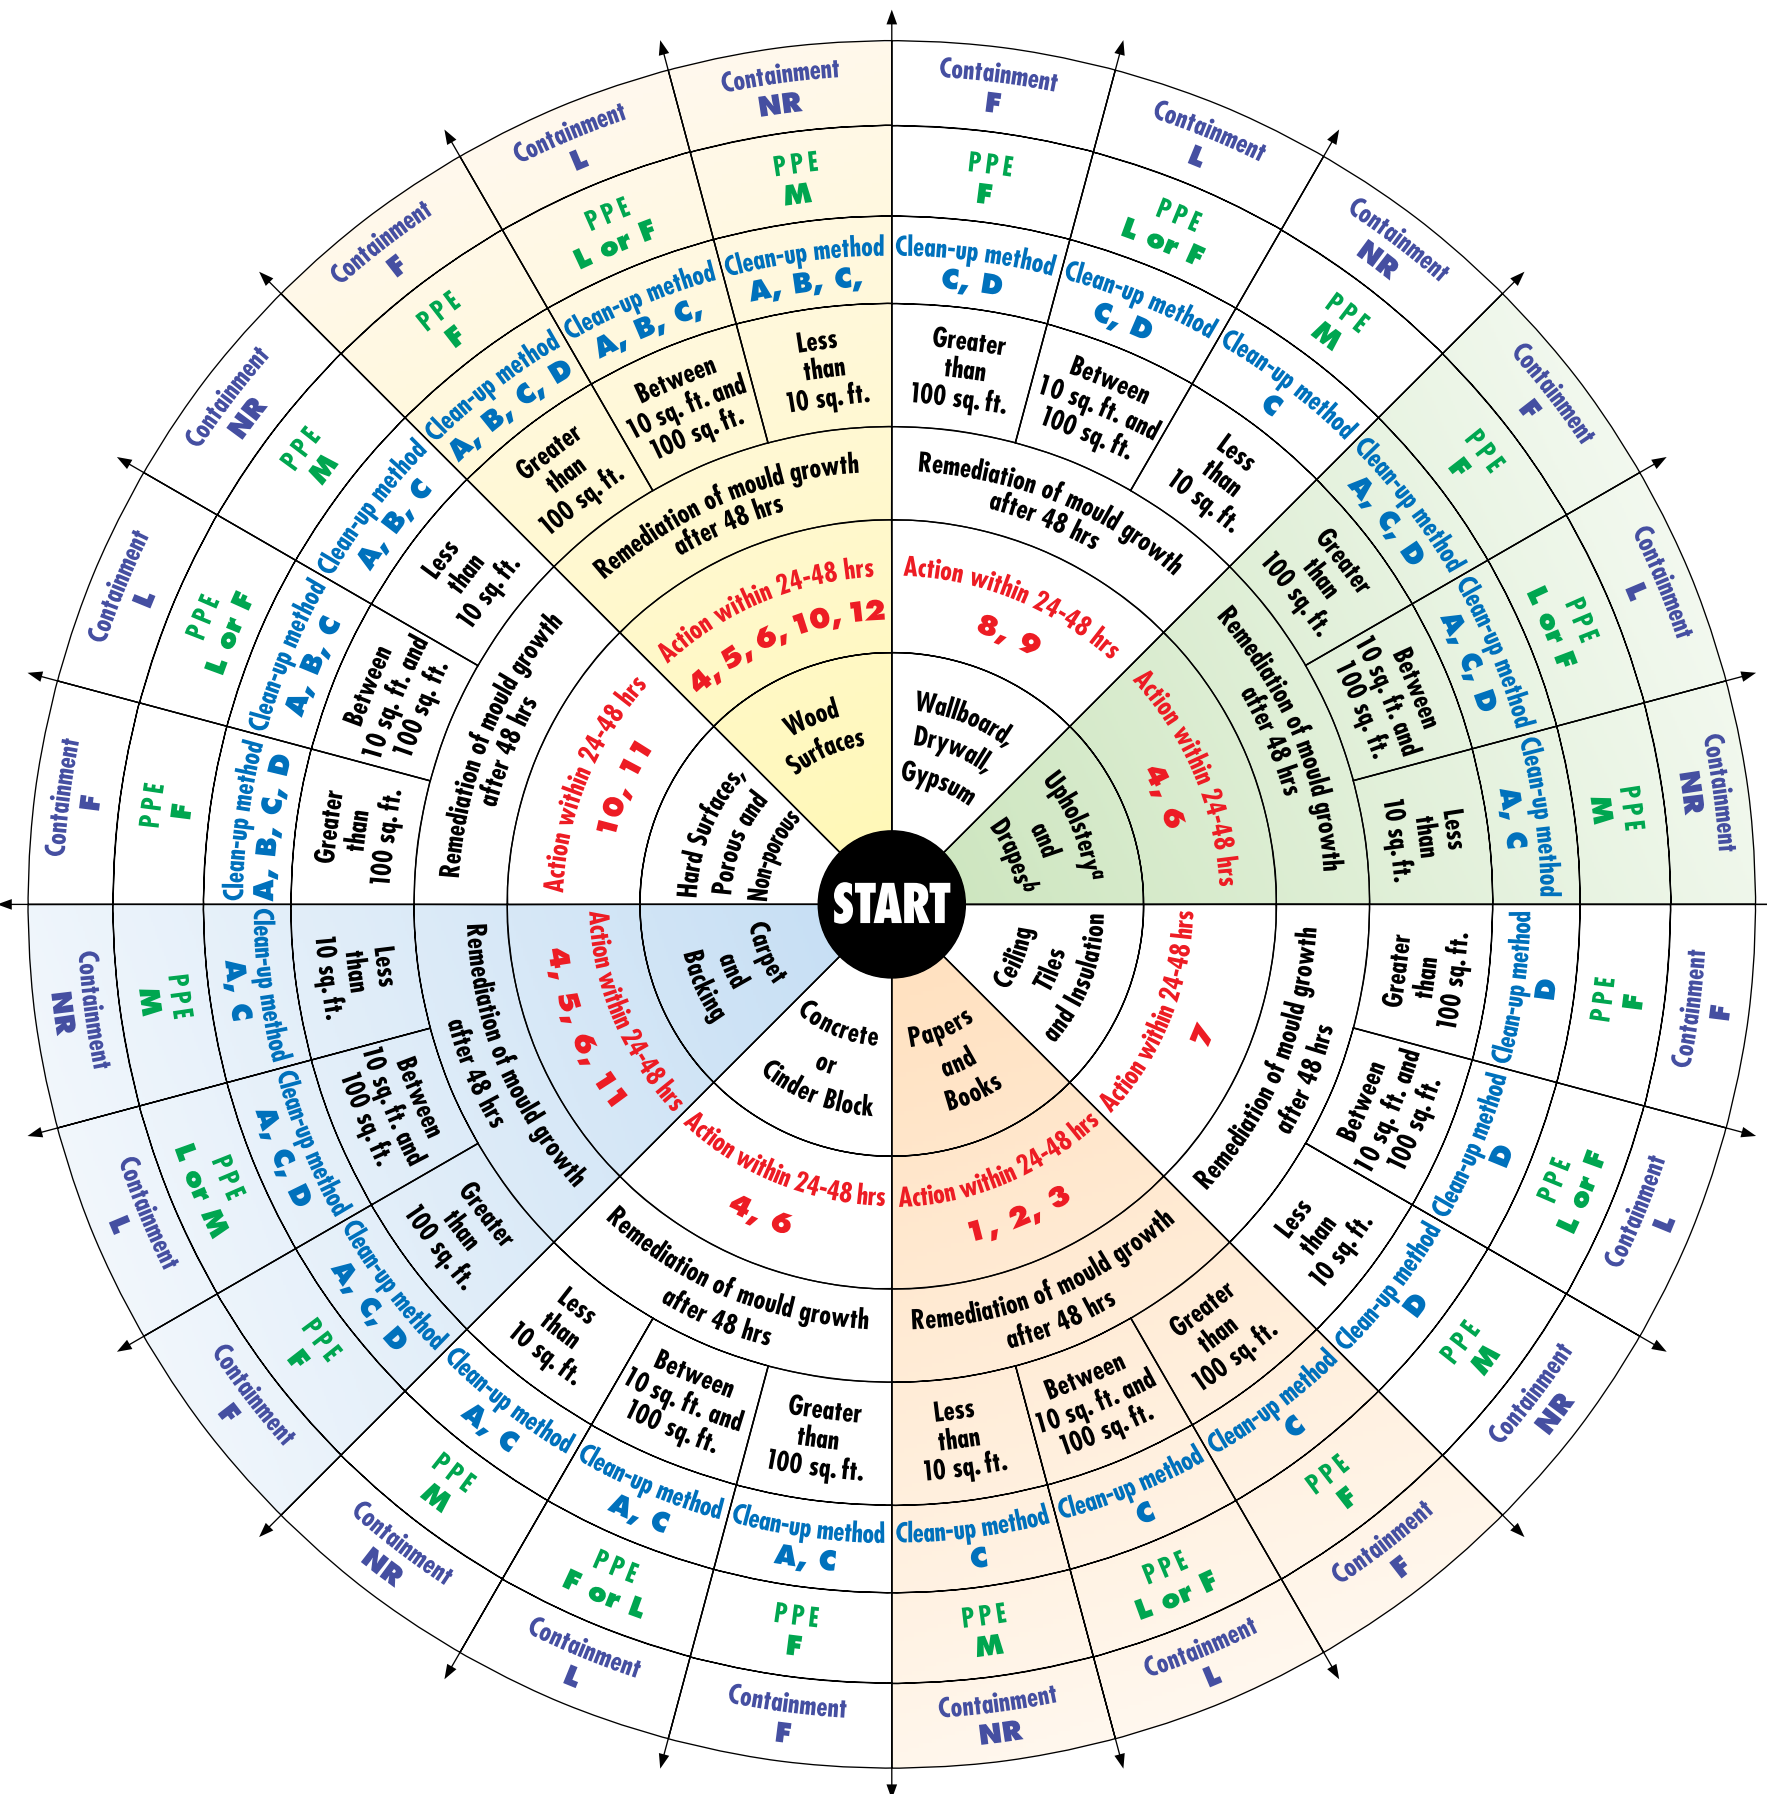 START
Wallboard,
Drywall,
Gypsum
Action within 24-48 hrs
8, 9
Remediation of mould growth
after 48 hrs
Greater
than
100 sq. ft.
Clean-up method
C, D
PPE
F
Containment
F
Between
10 sq. ft. and
100 sq. ft.
Clean-up method
C, D
PPE
L or F
Containment
L
Less
than
10 sq. ft.
Clean-up method
C
PPE
M
Containment
NR
Upholsteryᵃ
and
Drapesᵇ
Action within 24-48 hrs
4, 6
Remediation of mould growth
after 48 hrs
Greater
than
100 sq. ft.
Clean-up method
A, C, D
PPE
F
Containment
F
Between
10 sq. ft. and
100 sq. ft.
Clean-up method
A, C, D
PPE
L or F
Containment
L
Less
than
10 sq. ft.
Clean-up method
A, C
PPE
M
Containment
NR
Ceiling
Tiles
and Insulation
Action within 24-48 hrs
7
Remediation of mould growth
after 48 hrs
Greater
than
100 sq. ft.
Clean-up method
D
PPE
F
Containment
F
Between
10 sq. ft. and
100 sq. ft.
Clean-up method
D
PPE
L or F
Containment
L
Less
than
10 sq. ft.
Clean-up method
D
PPE
M
Containment
NR
Papers
and
Books
Action within 24-48 hrs
1, 2, 3
Remediation of mould growth
after 48 hrs
Greater
than
100 sq. ft.
Clean-up method
C
PPE
F
Containment
F
Between
10 sq. ft. and
100 sq. ft.
Clean-up method
C
PPE
L or F
Containment
L
Less
than
10 sq. ft.
Clean-up method
C
PPE
M
Containment
NR
Concrete
or
Cinder Block
Action within 24-48 hrs
4, 6
Remediation of mould growth
after 48 hrs
Greater
than
100 sq. ft.
Clean-up method
A, C
PPE
F
Containment
F
Between
10 sq. ft. and
100 sq. ft.
Clean-up method
A, C
PPE
F or L
Containment
L
Less
than
10 sq. ft.
Clean-up method
A, C
PPE
M
Containment
NR
Carpet
and
Backing
Action within 24-48 hrs
4, 5, 6, 11
Remediation of mould growth
after 48 hrs
Greater
than
100 sq. ft.
Clean-up method
A, C, D
PPE
F
Containment
F
Between
10 sq. ft. and
100 sq. ft.
Clean-up method
A, C, D
PPE
L or M
Containment
L
Less
than
10 sq. ft.
Clean-up method
A, C
PPE
M
Containment
NR
Hard Surfaces,
Porous and
Non-porous
Action within 24-48 hrs
10, 11
Remediation of mould growth
after 48 hrs
Greater
than
100 sq. ft.
Clean-up method
A, B, C, D
PPE
F
Containment
F
Between
10 sq. ft. and
100 sq. ft.
Clean-up method
A, B, C
PPE
L or F
Containment
L
Less
than
10 sq. ft.
Clean-up method
A, B, C
PPE
M
Containment
NR
Wood
Surfaces
Action within 24-48 hrs
4, 5, 6, 10, 12
Remediation of mould growth
after 48 hrs
Greater
than
100 sq. ft.
Clean-up method
A, B, C, D
PPE
F
Containment
F
Between
10 sq. ft. and
100 sq. ft.
Clean-up method
A, B, C,
PPE
L or F
Containment
L
Less
than
10 sq. ft.
Clean-up method
A, B, C,
PPE
M
Containment
NR